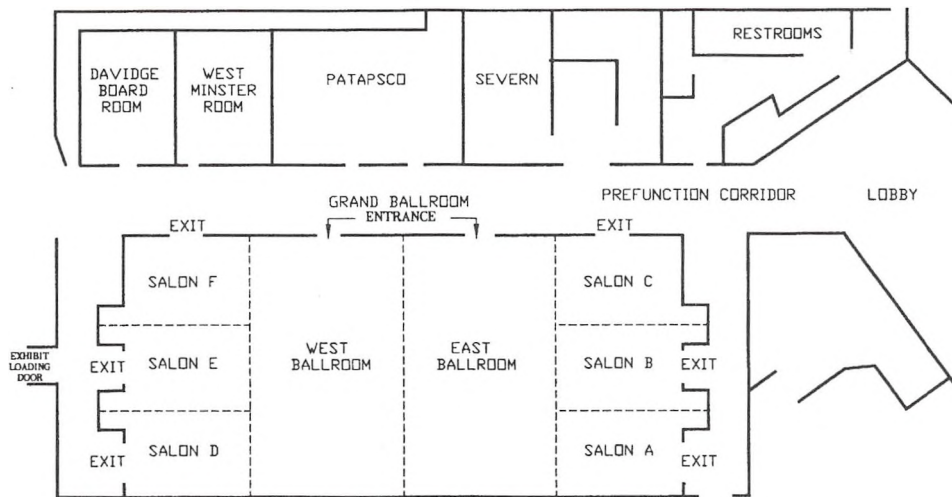 RESTROOMS
DAVIDGE
BOARD
ROOM
WEST
MINSTER
ROOM
PATAPSCO
SEVERN
PREFUNCTION CORRIDOR
LOBBY
GRAND BALLROOM
ENTRANCE
EXIT
EXIT
SALON F
SALON C
WEST
BALLROOM
EAST
BALLROOM
EXHIBIT
LOADING
DOOR
EXIT
SALON E
SALON B
EXIT
EXIT
SALON D
SALON A
EXIT